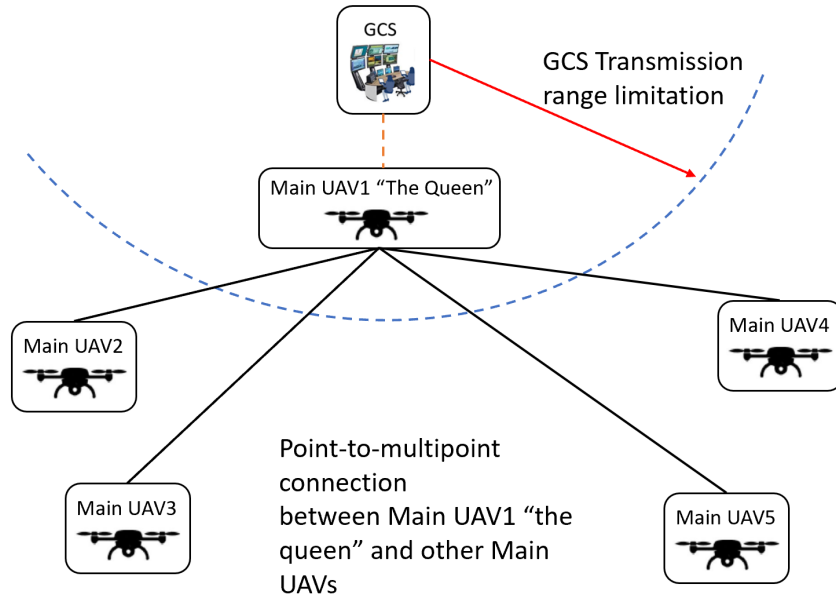 GCS
GCS Transmission
range limitation
Main UAV1 “The Queen”
Main UAV2
Main UAV4
Point-to-multipoint
connection
between Main UAV1 “the
queen” and other Main
UAVs
Main UAV3
Main UAV5